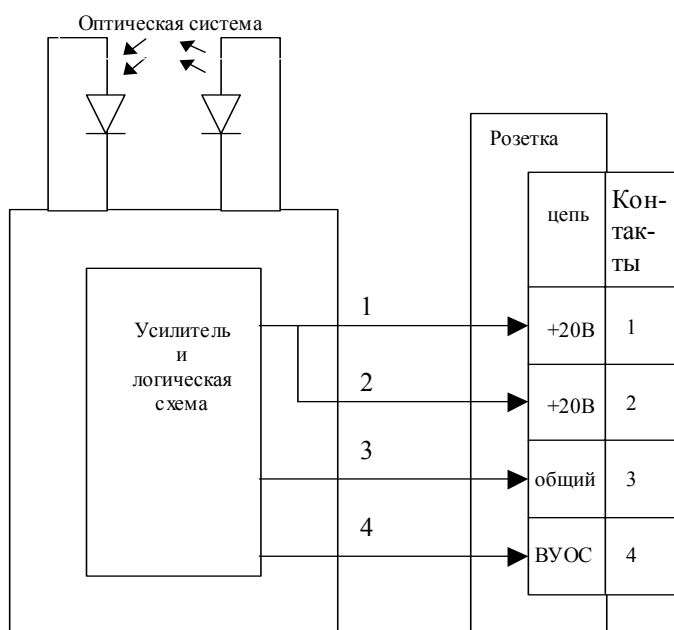 Оптическая система
Розетка
цепь
Кон-
так-
ты
Усилитель
и
логическая
схема
1
+20В
1
2
+20В
2
3
общий
3
4
ВУОС
4